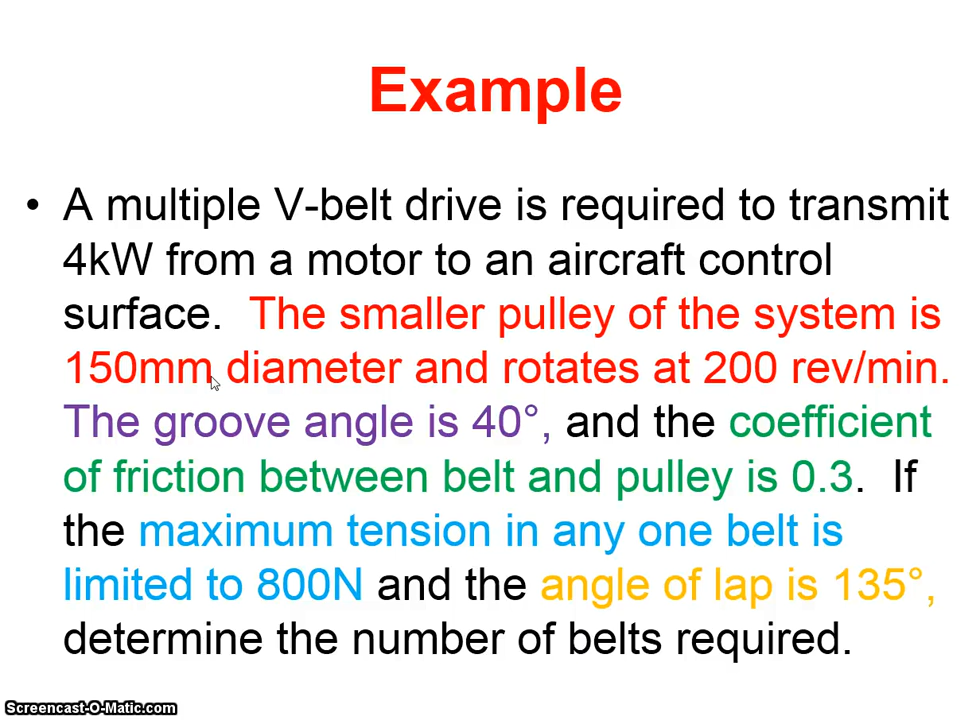 Example
• A multiple V-belt drive is required to transmit
4kW from a motor to an aircraft control
surface. The smaller pulley of the system is
150mm diameter and rotates at 200 rev/min.
The groove angle is 40°, and the coefficient
of friction between belt and pulley is 0.3. If
the maximum tension in any one belt is
limited to 800N and the angle of lap is 135°,
determine the number of belts required.
Screencast-O-Matic.com